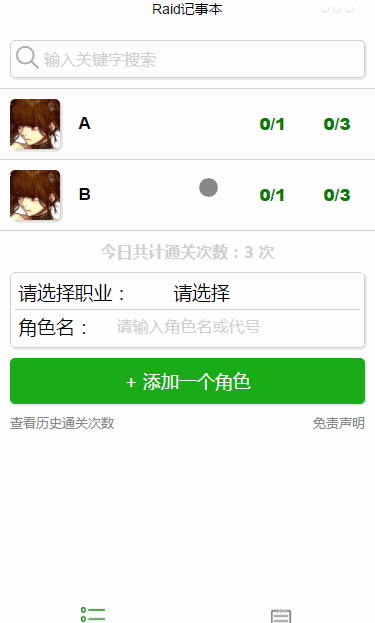 Raid记事本
输入关键字搜索
A 0/1 0/3
B 0/1 0/3
今日共计通关次数：3 次
请选择职业： 请选择
角色名： 请输入角色名或代号
+ 添加一个角色
查看历史通关次数 免责声明